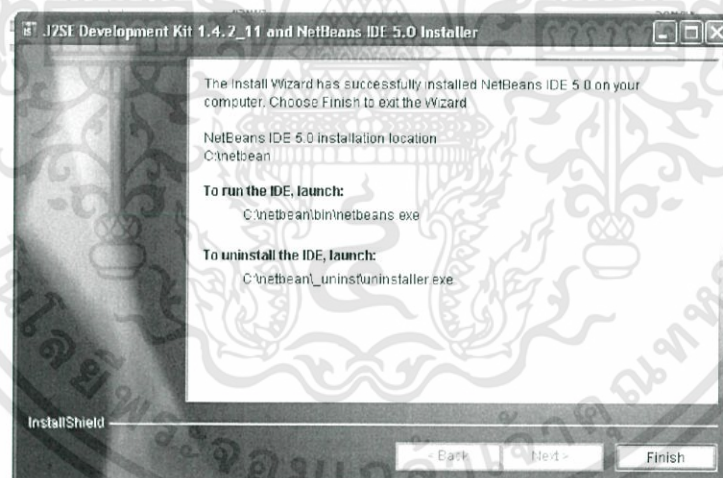 J2SE Development Kit 1.4.2_11 and NetBeans IDE 5.0 Installer
The Install Wizard has successfully installed NetBeans IDE 5.0 on your
computer. Choose Finish to exit the Wizard
NetBeans IDE 5.0 installation location
C:\netbean
To run the IDE, launch:
C:\netbean\bin\netbeans.exe
To uninstall the IDE, launch:
C:\netbean\_uninst\uninstaller.exe
InstallShield
< Back
Next >
Finish